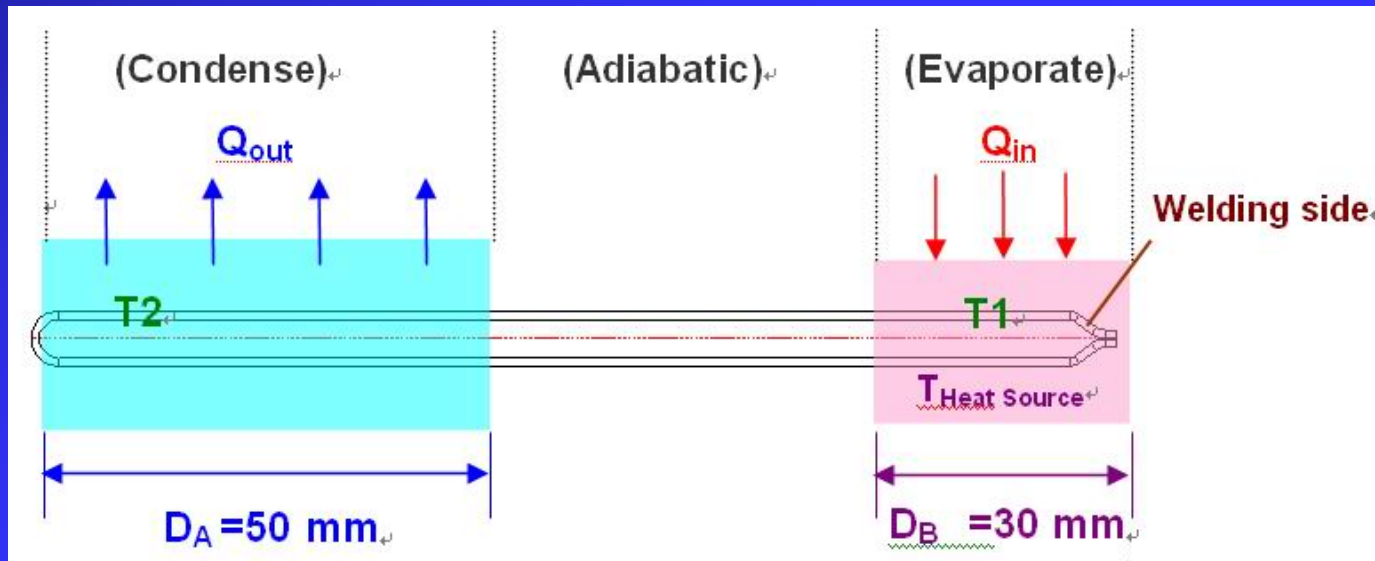 (Condense) (Adiabatic) (Evaporate)
Qout Qin
Welding side
T2 T1
THeat Source
DA =50 mm DB =30 mm